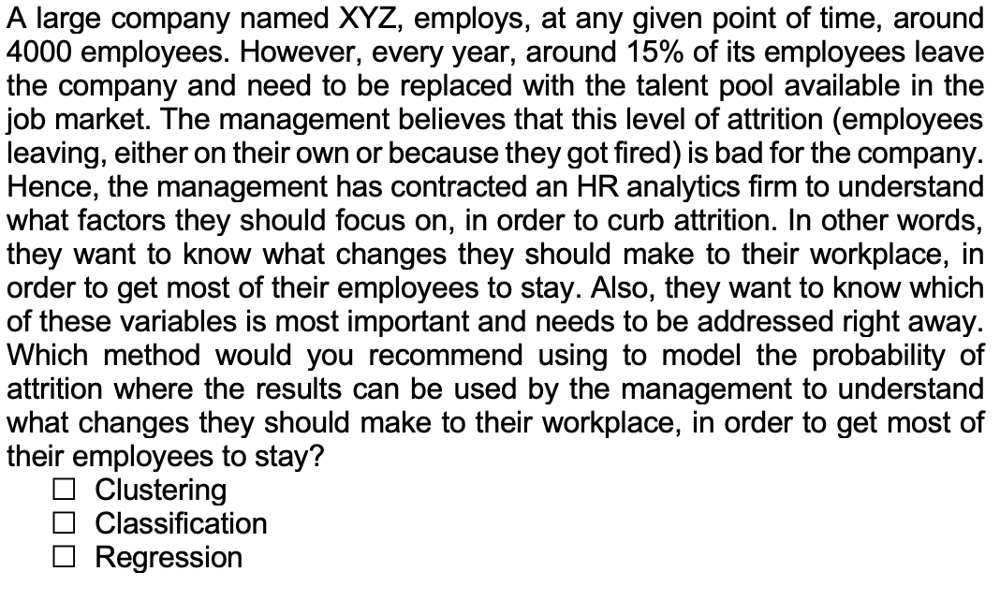 A large company named XYZ, employs, at any given point of time, around
4000 employees. However, every year, around 15% of its employees leave
the company and need to be replaced with the talent pool available in the
job market. The management believes that this level of attrition (employees
leaving, either on their own or because they got fired) is bad for the company.
Hence, the management has contracted an HR analytics firm to understand
what factors they should focus on, in order to curb attrition. In other words,
they want to know what changes they should make to their workplace, in
order to get most of their employees to stay. Also, they want to know which
of these variables is most important and needs to be addressed right away.
Which method would you recommend using to model the probability of
attrition where the results can be used by the management to understand
what changes they should make to their workplace, in order to get most of
their employees to stay?
☐ Clustering
☐ Classification
☐ Regression